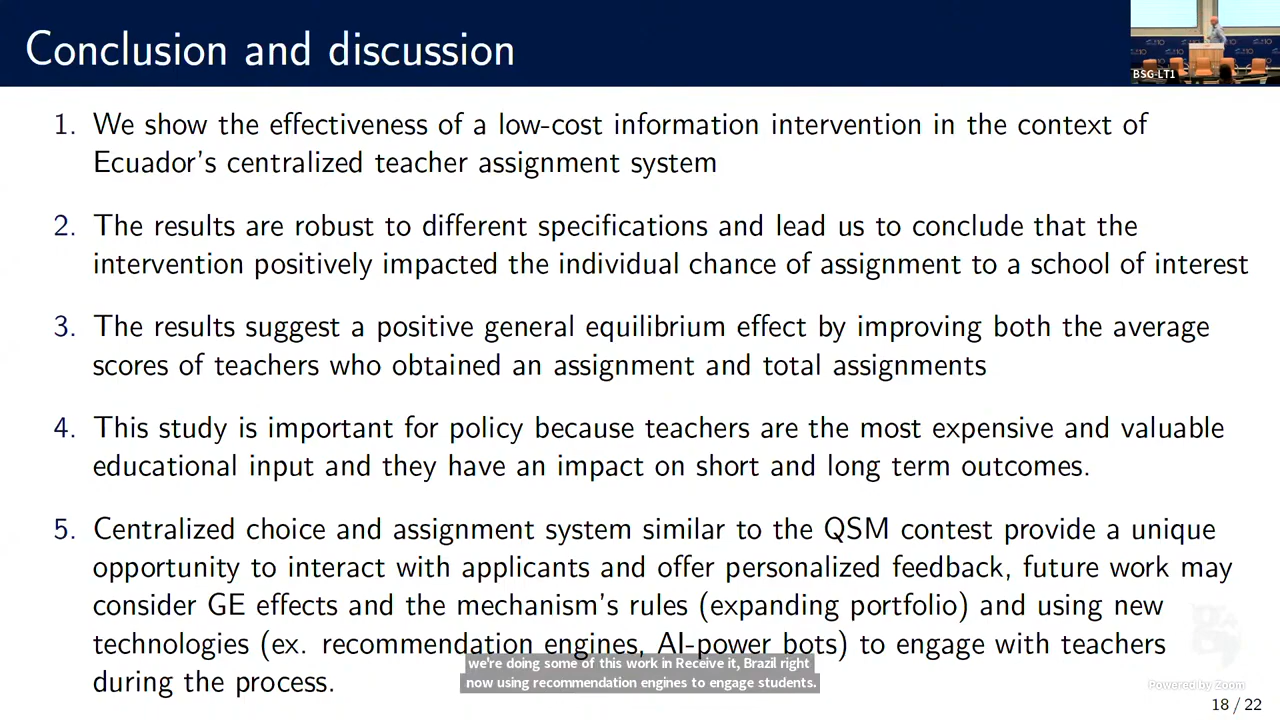 Conclusion and discussion
BSG-LT1
1. We show the effectiveness of a low-cost information intervention in the context of
Ecuador's centralized teacher assignment system
2. The results are robust to different specifications and lead us to conclude that the
intervention positively impacted the individual chance of assignment to a school of interest
3. The results suggest a positive general equilibrium effect by improving both the average
scores of teachers who obtained an assignment and total assignments
4. This study is important for policy because teachers are the most expensive and valuable
educational input and they have an impact on short and long term outcomes.
5. Centralized choice and assignment system similar to the QSM contest provide a unique
opportunity to interact with applicants and offer personalized feedback, future work may
consider GE effects and the mechanism's rules (expanding portfolio) and using new
technologies (ex. recommendation engines, AI-power bots) to engage with teachers
during the process.
we're doing some of this work in Receive it, Brazil right
now using recommendation engines to engage students.
Powered by Zoom
18 / 22